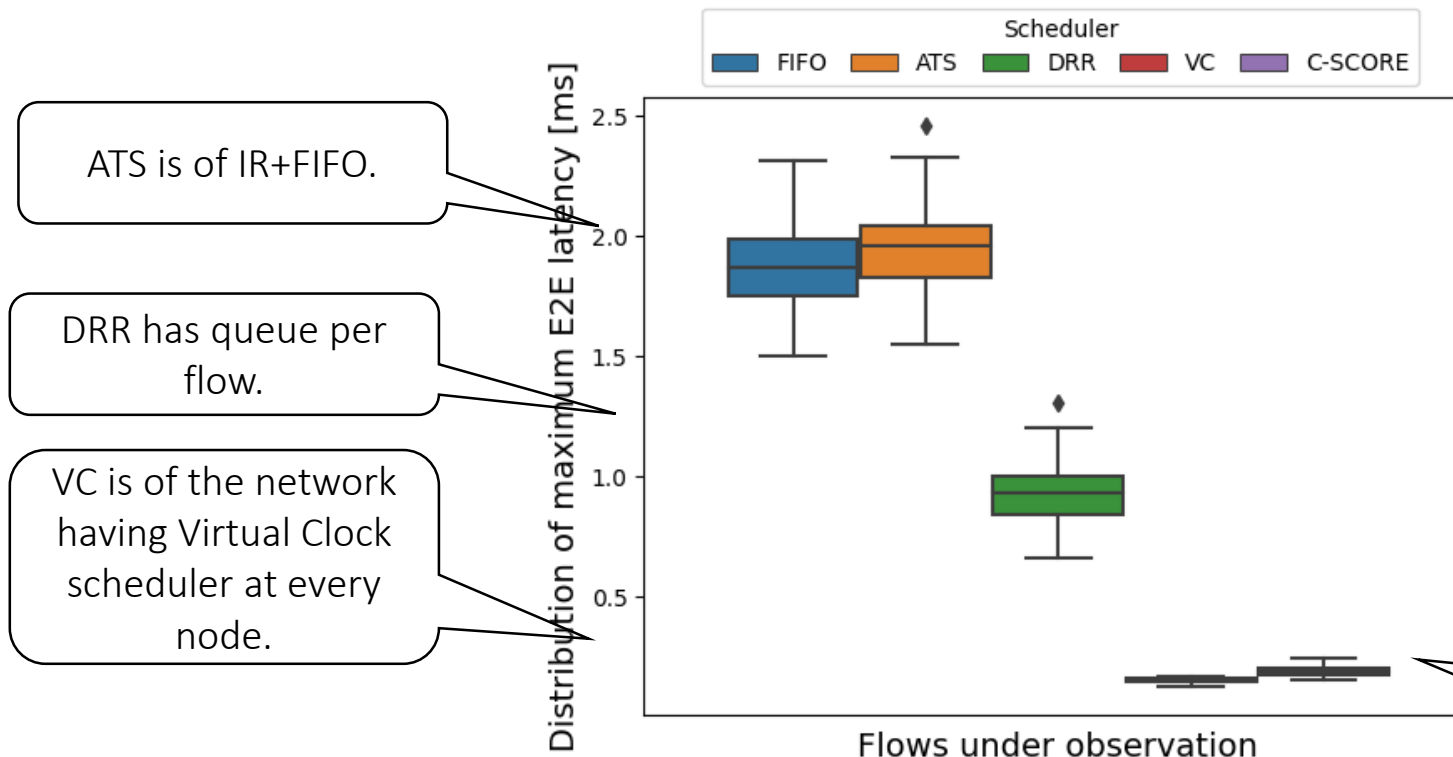 Scheduler
FIFO ATS DRR VC C-SCORE
ATS is of IR+FIFO.
DRR has queue per
flow.
VC is of the network
having Virtual Clock
scheduler at every
node.
Distribution of maximum E2E latency [ms]
2.5
2.0
1.5
1.0
0.5
Flows under observation